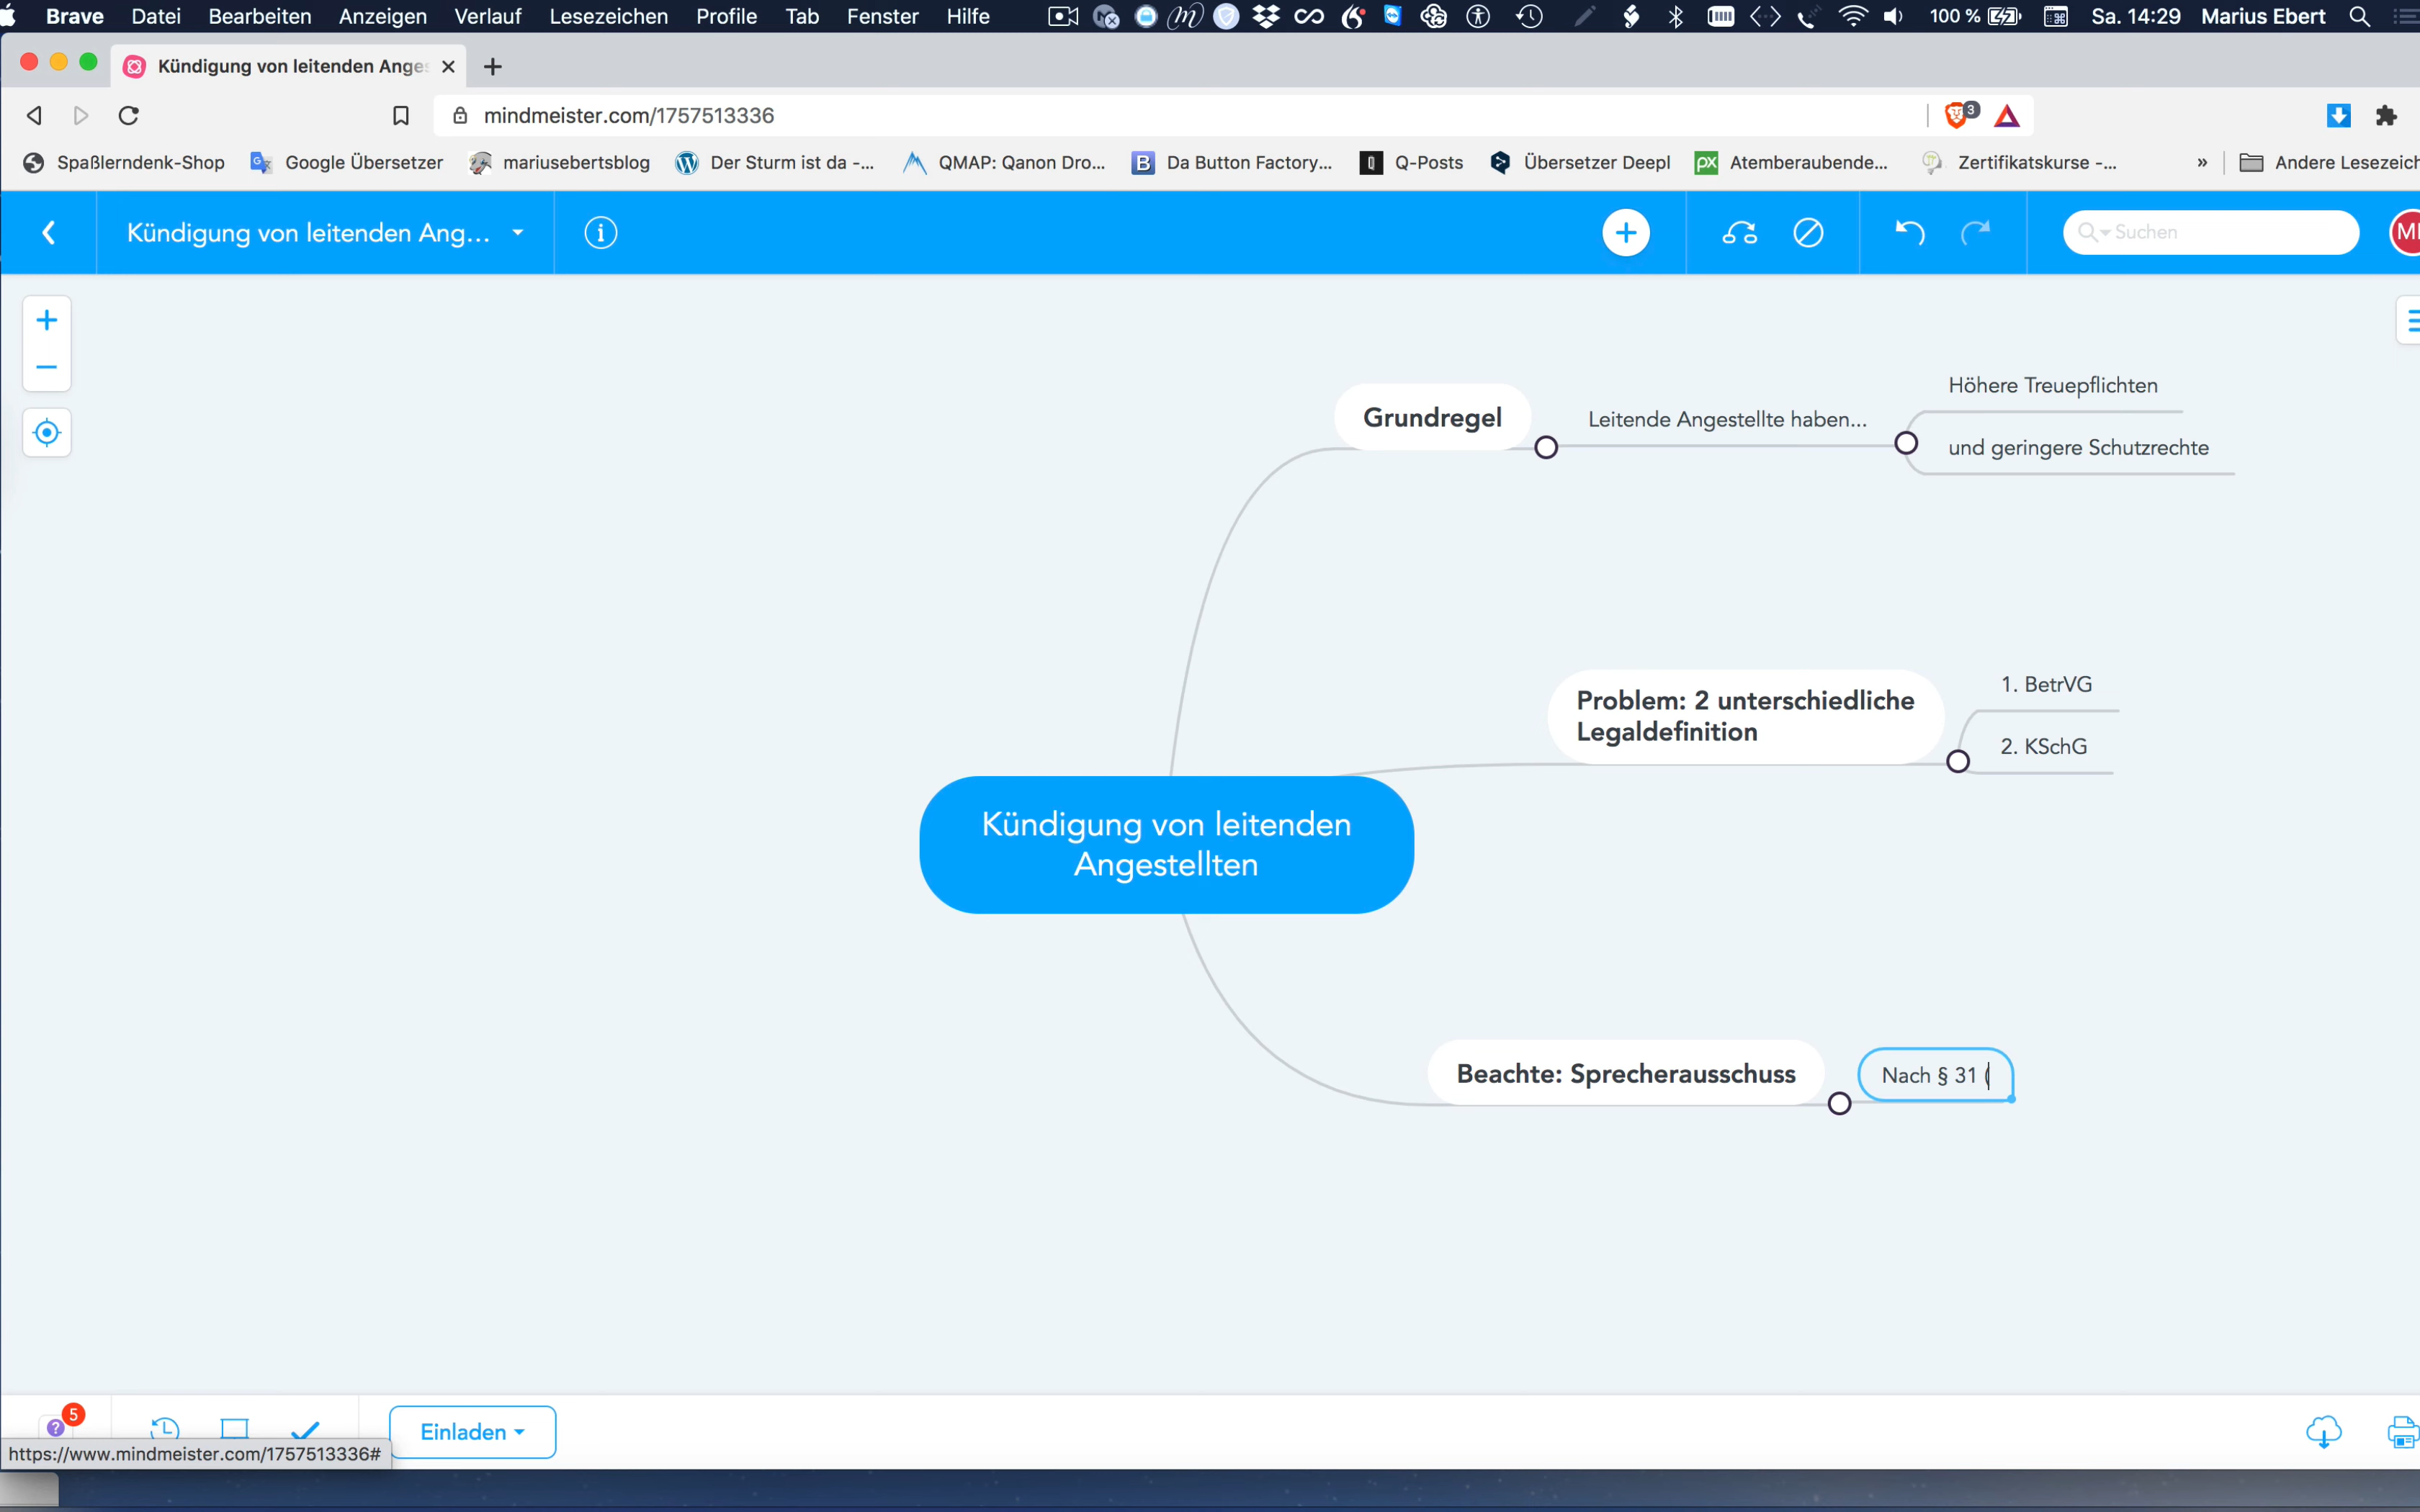 Brave Datei Bearbeiten Anzeigen Verlauf Lesezeichen Profile Tab Fenster Hilfe 100 % Sa. 14:29 Marius Ebert
Kündigung von leitenden Anges
mindmeister.com/1757513336 3
Spaßlerndenk-Shop Google Übersetzer mariusebertsblog Der Sturm ist da -... QMAP: Qanon Dro... Da Button Factory... Q-Posts Übersetzer Deepl Atemberaubende... Zertifikatskurse -... » Andere Lesezeich
Kündigung von leitenden Ang... Suchen
Höhere Treuepflichten
Grundregel Leitende Angestellte haben...
und geringere Schutzrechte
Problem: 2 unterschiedliche
Legaldefinition
1. BetrVG
2. KSchG
Kündigung von leitenden
Angestellten
Beachte: Sprecherausschuss Nach § 31 (
5
Einladen
https://www.mindmeister.com/1757513336#